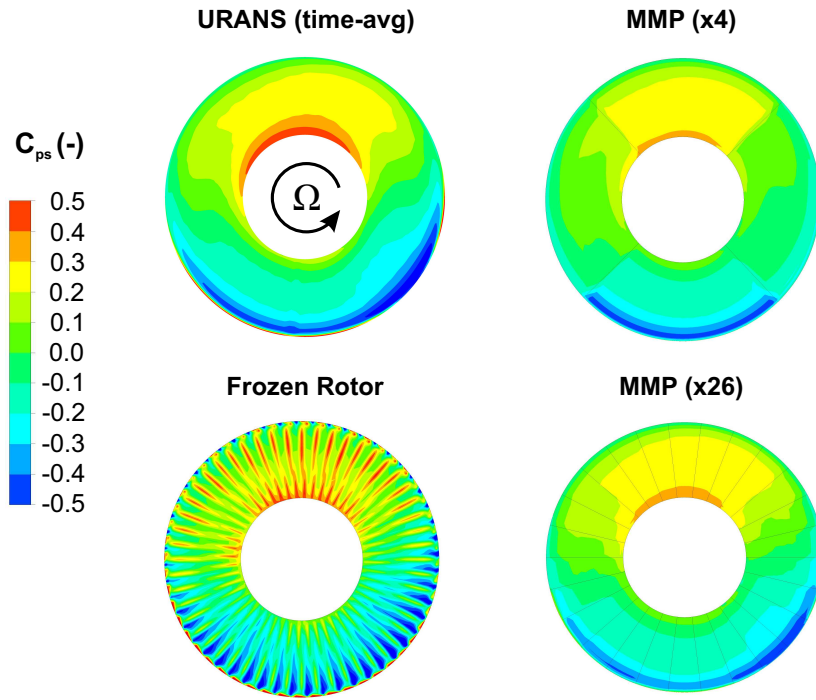 URANS (time-avg)
MMP (x4)
Cps (-)
0.5
0.4
0.3
0.2
0.1
0.0
-0.1
-0.2
-0.3
-0.4
-0.5
Ω
Frozen Rotor
MMP (x26)